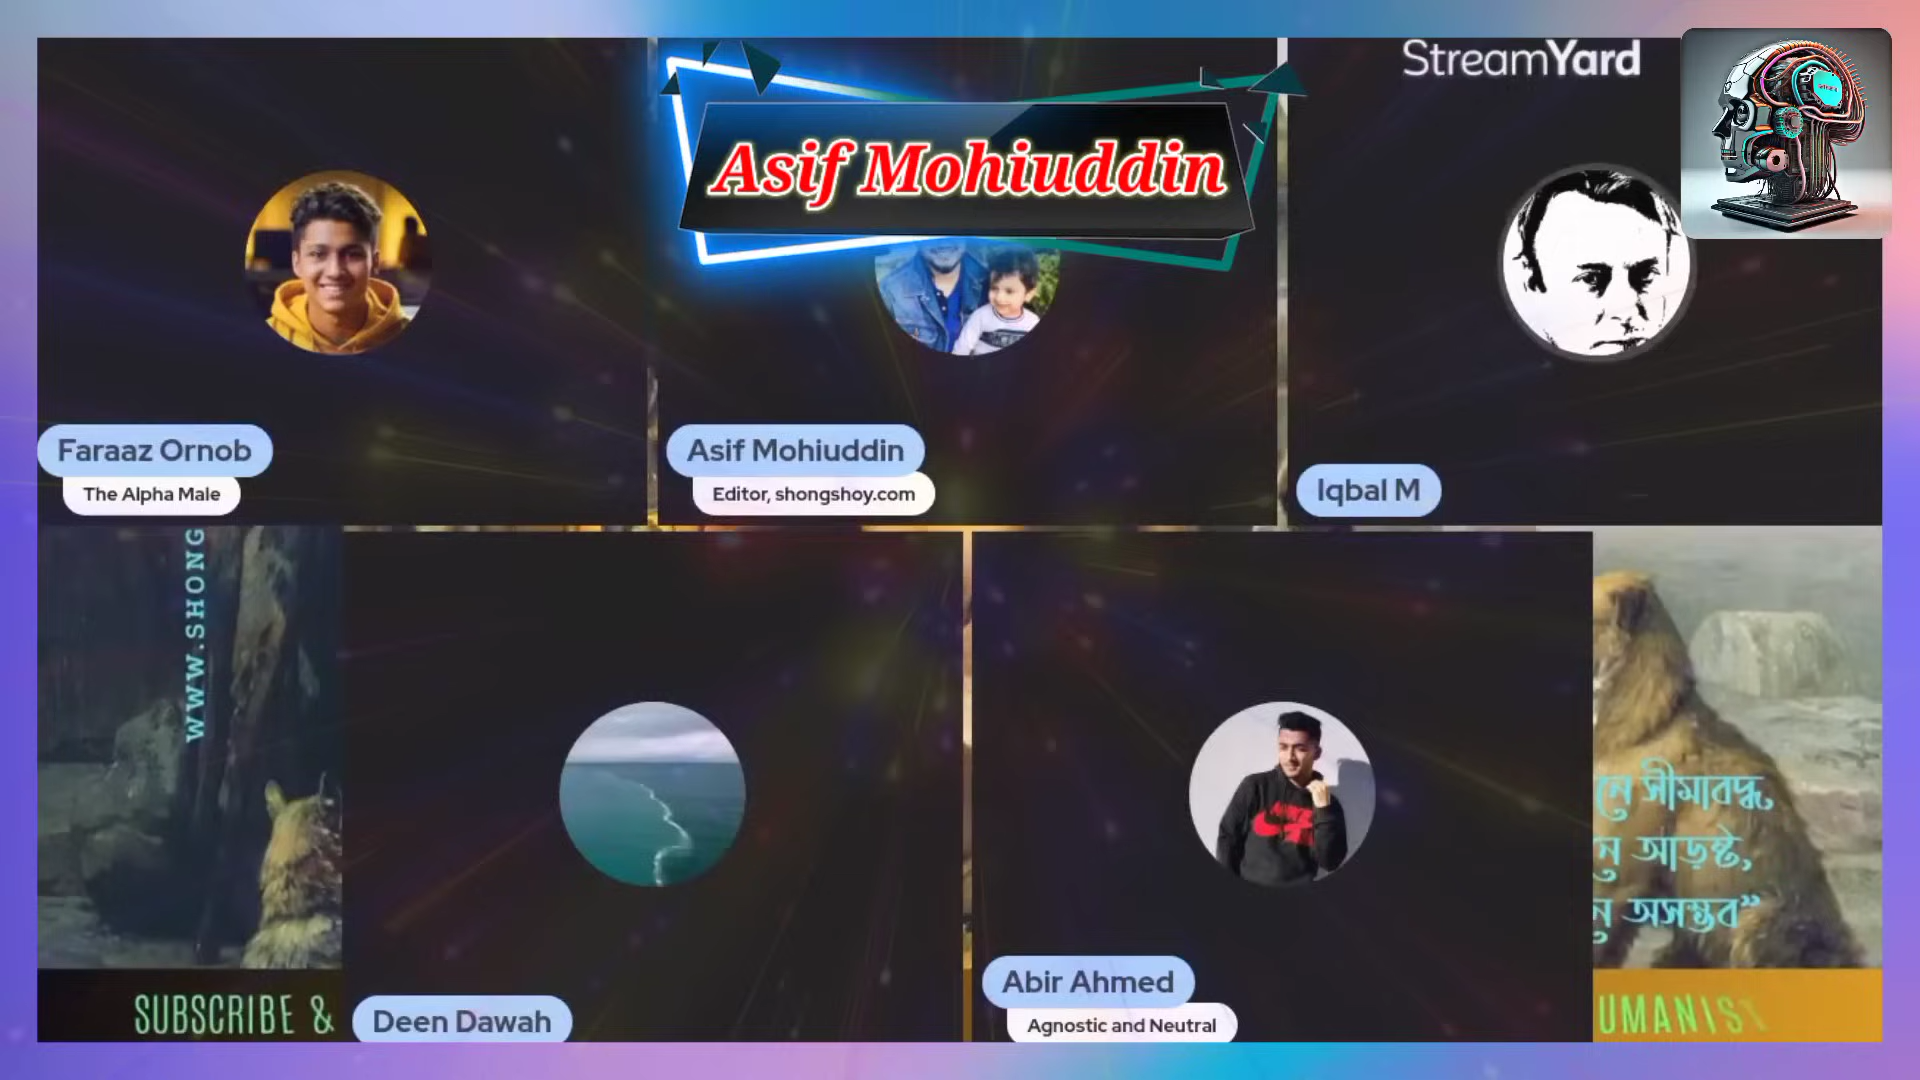 StreamYard
Asif Mohiuddin
Faraaz Ornob
The Alpha Male
Asif Mohiuddin
Editor, shongshoy.com
Iqbal M
WWW.SHONG
নে সীমাবদ্ধ,
ন আড়ষ্ট,
ন অসম্ভব”
Abir Ahmed
Agnostic and Neutral
SUBSCRIBE &
Deen Dawah
UMANIST